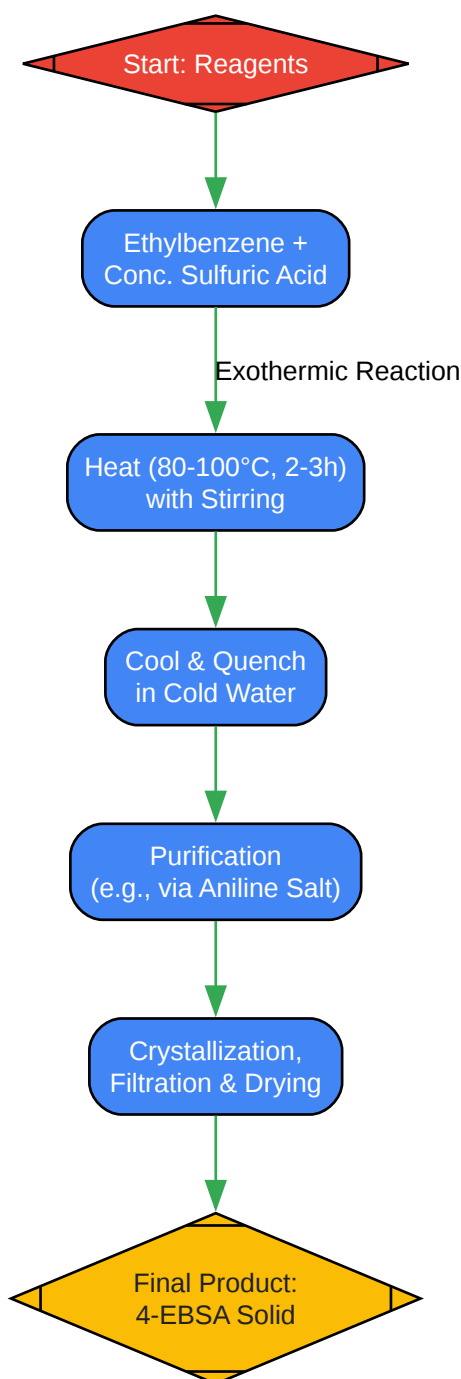 Start: Reagents
Ethylbenzene +
Conc. Sulfuric Acid
Exothermic Reaction
Heat (80-100°C, 2-3h)
with Stirring
Cool & Quench
in Cold Water
Purification
(e.g., via Aniline Salt)
Crystallization,
Filtration & Drying
Final Product:
4-EBSA Solid